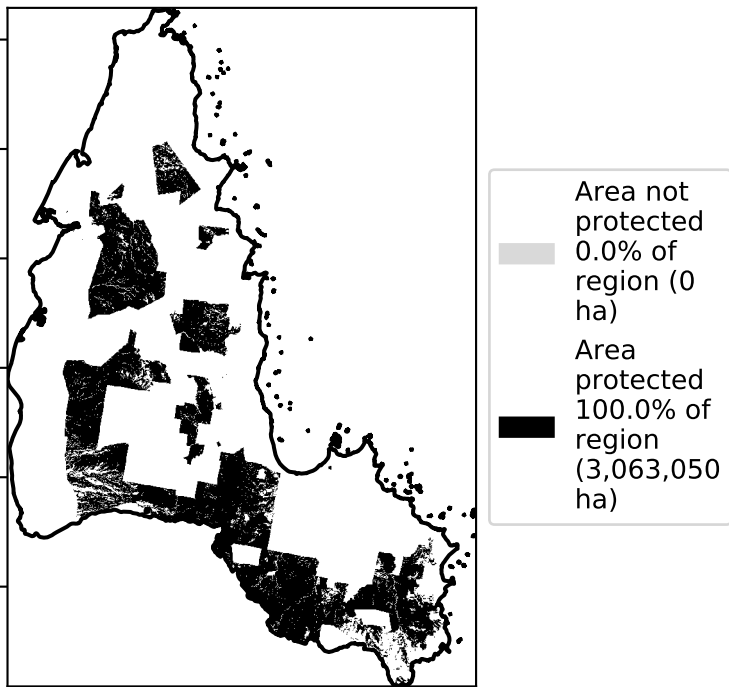 Area not
protected
0.0% of
region (0
ha)
Area
protected
100.0% of
region
(3,063,050
ha)